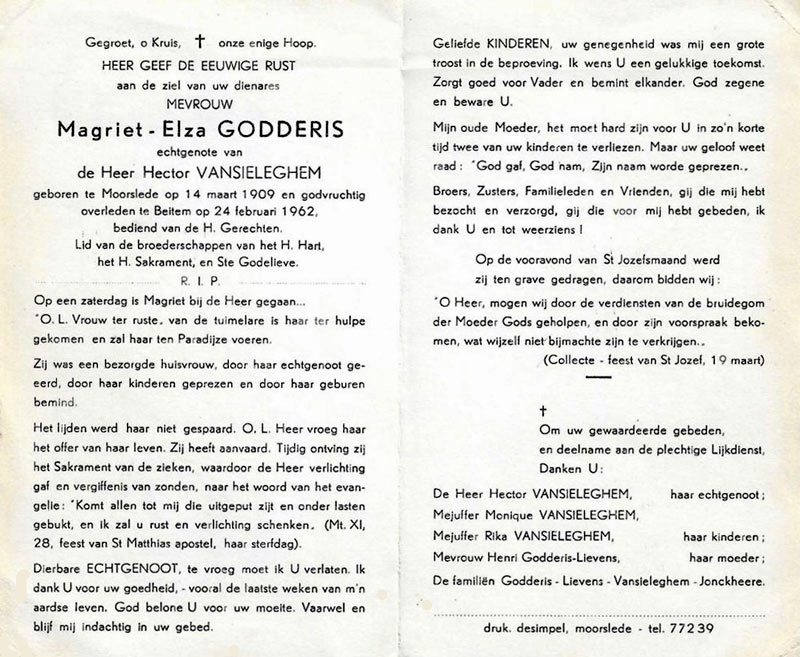 Gegroet, o Kruis, ✝ onze enige Hoop.
HEER GEEF DE EEUWIGE RUST
aan de ziel van uw dienares
MEVROUW
Magriet - Elza GODDERIS
echtgenote van
de Heer Hector VANSIELEGHEM
geboren te Moorslede op 14 maart 1909 en godvruchtig
overleden te Beitem op 24 februari 1962,
bediend van de H. Gerechten.
Lid van de broederschappen van het H. Hart,
het H. Sakrament, en Ste Godelieve.
R. I. P.
Op een zaterdag is Magriet bij de Heer gegaan...
"O. L. Vrouw ter ruste„ van de tuimelare is haar ter hulpe
gekomen en zal haar ten Paradijze voeren.
Zij was een bezorgde huisvrouw, door haar echtgenoot ge-
eerd, door haar kinderen geprezen en door haar geburen
bemind.
Het lijden werd haar niet gespaard. O. L. Heer vroeg haar
het offer van haar leven. Zij heeft aanvaard. Tijdig ontving zij
het Sakrament van de zieken, waardoor de Heer verlichting
gaf en vergiffenis van zonden, naar het woord van het evan-
gelie: "Komt allen tot mij die uitgeput zijt en onder lasten
gebukt, en ik zal u rust en verlichting schenken„ (Mt. XI,
28, feest van St Matthias apostel, haar sterfdag).
Dierbare ECHTGENOOT, te vroeg moet ik U verlaten. Ik
dank U voor uw goedheid, - vooral de laatste weken van m'n
aardse leven. God belone U voor uw moeite. Vaarwel en
blijf mij indachtig in uw gebed.
Geliefde KINDEREN, uw genegenheid was mij een grote
troost in de beproeving. Ik wens U een gelukkige toekomst.
Zorgt goed voor Vader en bemint elkander. God zegene
en beware U.
Mijn oude Moeder, het moet hard zijn voor U in zo'n korte
tijd twee van uw kinderen te verliezen. Maar uw geloof weet
raad : "God gaf, God nam, Zijn naam worde geprezen.„
Broers, Zusters, Familieleden en Vrienden, gij die mij hebt
bezocht en verzorgd, gij die voor mij hebt gebeden, ik
dank U en tot weerziens !
Op de vooravond van St Jozefsmaand werd
zij ten grave gedragen, daarom bidden wij :
"O Heer, mogen wij door de verdiensten van de bruidegom
der Moeder Gods geholpen, en door zijn voorspraak beko-
men, wat wijzelf niet bijmachte zijn te verkrijgen.„
(Collecte - feest van St Jozef, 19 maart)
✝
Om uw gewaardeerde gebeden,
en deelname aan de plechtige Lijkdienst,
Danken U :
De Heer Hector VANSIELEGHEM, haar echtgenoot ;
Mejuffer Monique VANSIELEGHEM,
Mejuffer Rika VANSIELEGHEM, haar kinderen ;
Mevrouw Henri Godderis-Lievens, haar moeder ;
De familiën Godderis - Lievens - Vansieleghem - Jonckheere.
druk. desimpel, moorslede - tel. 77239